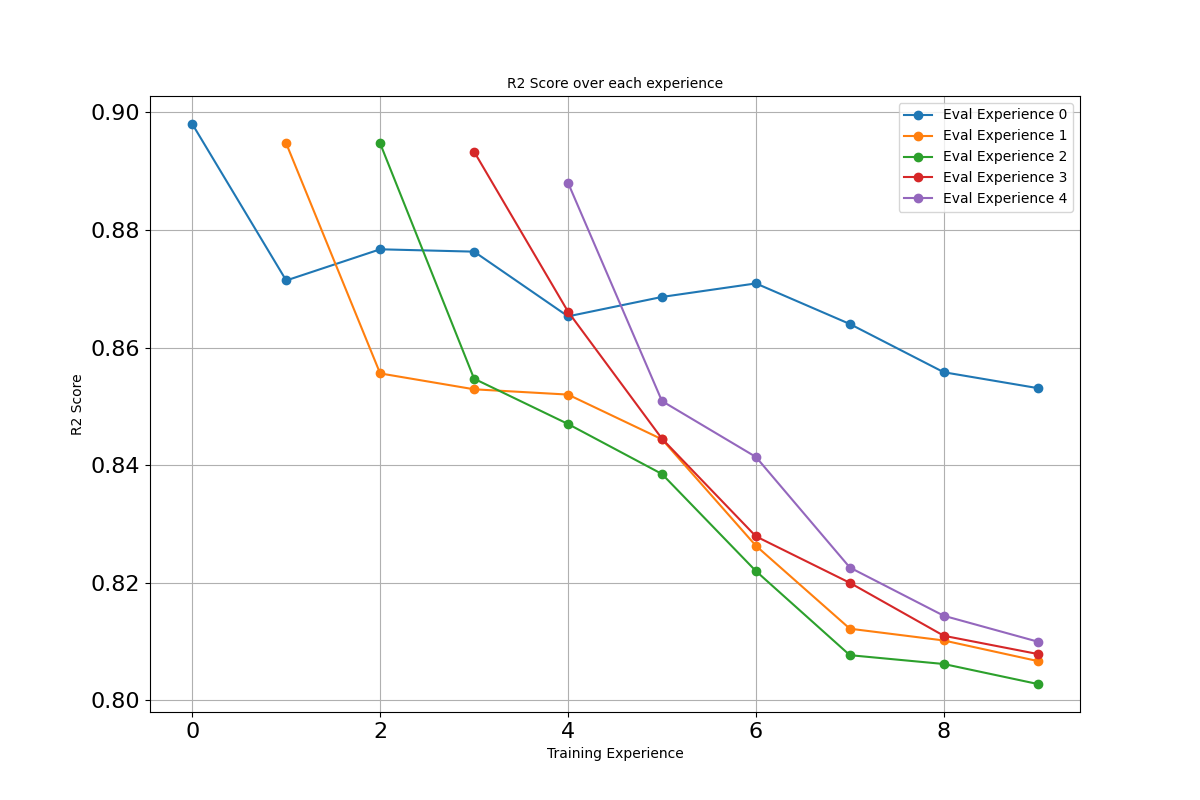 R2 Score over each experience
Eval Experience 0
Eval Experience 1
Eval Experience 2
Eval Experience 3
Eval Experience 4
0.90
0.88
0.86
0.84
0.82
0.80
R2 Score
0 2 4 6 8
Training Experience